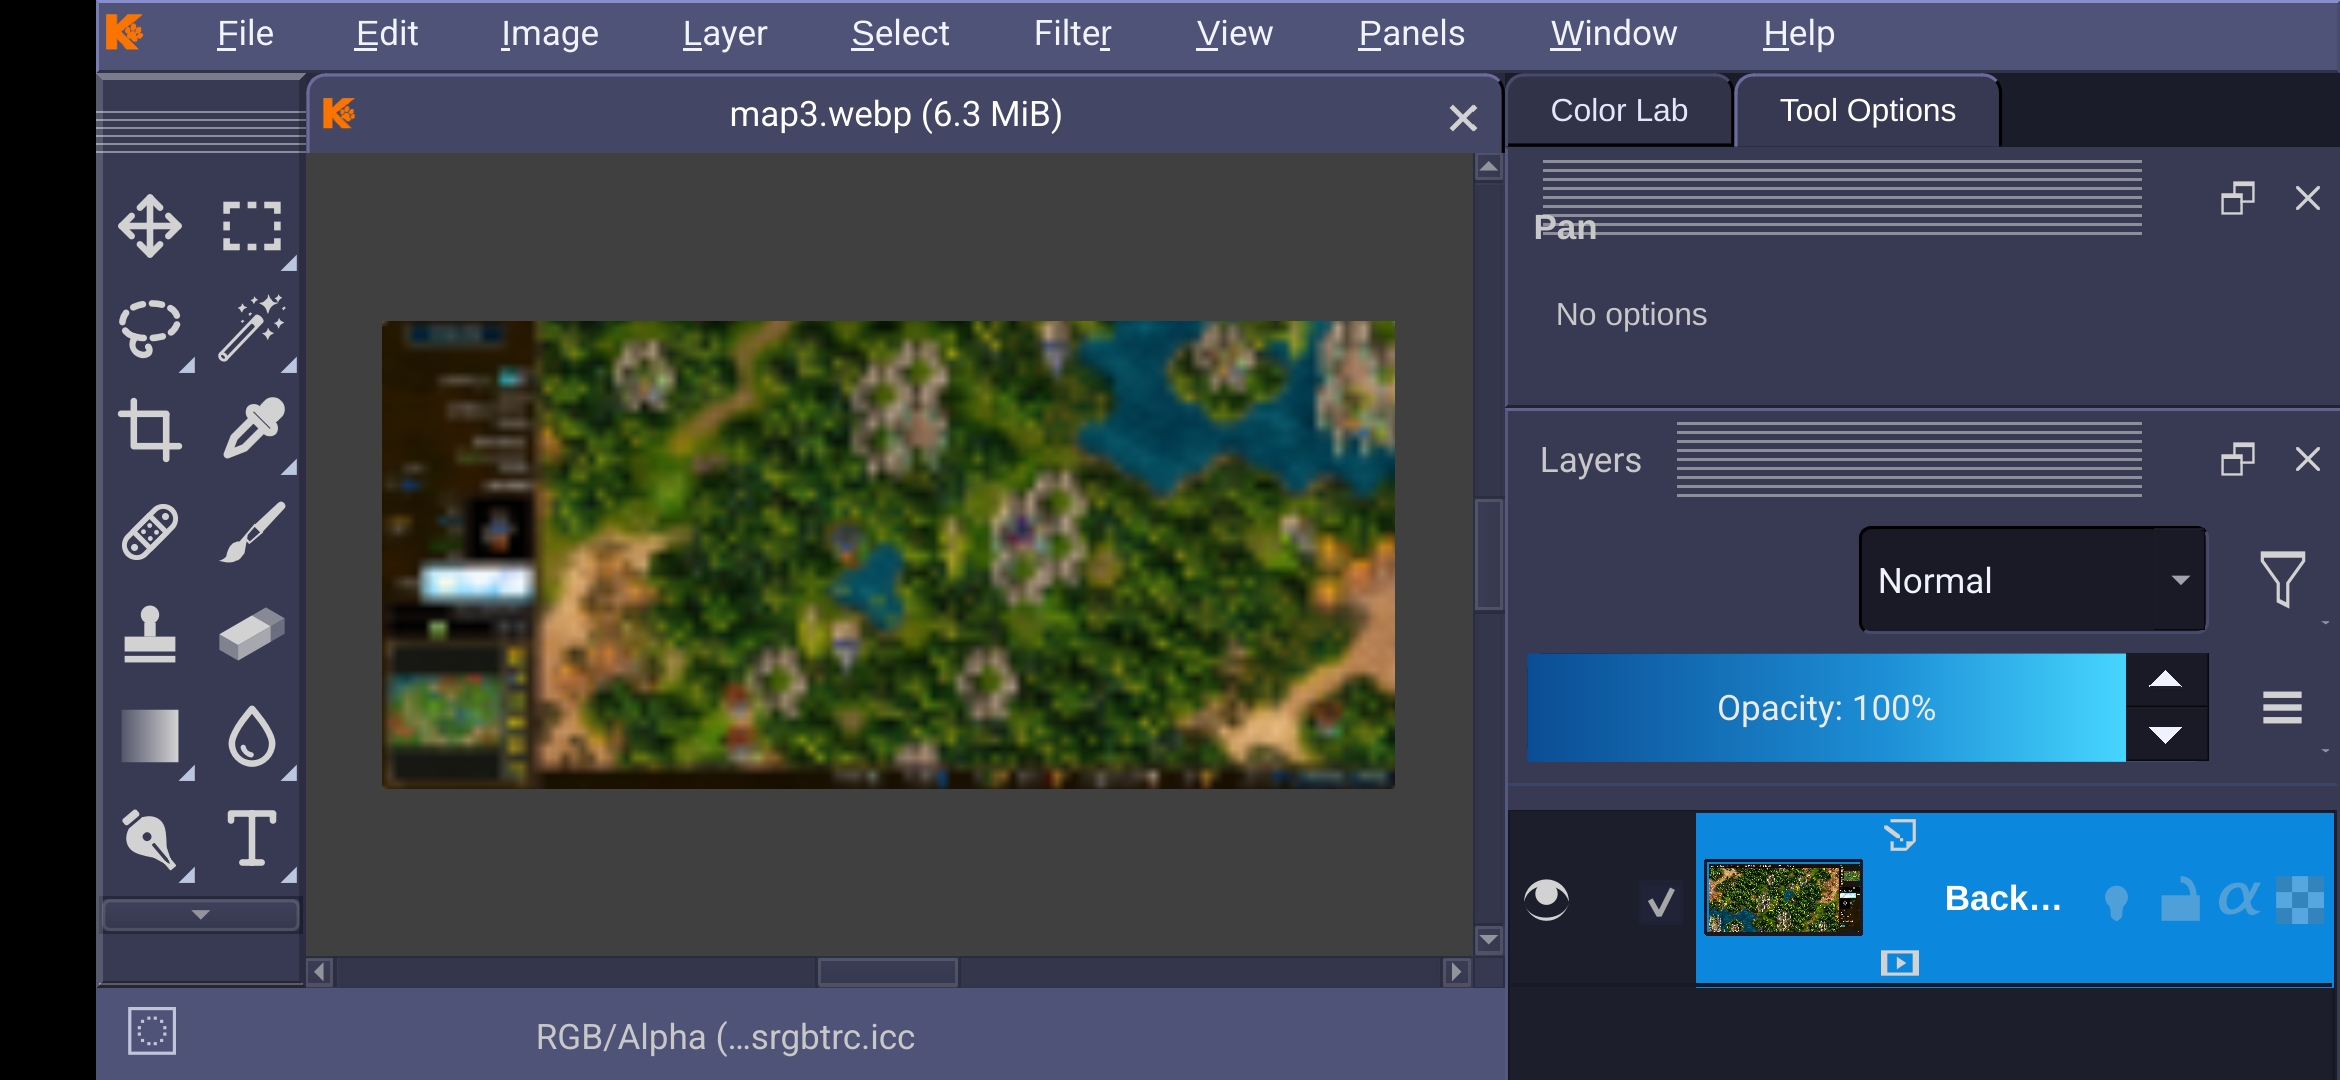 File Edit Image Layer Select Filter View Panels Window Help
map3.webp (6.3 MiB)
Color Lab Tool Options
Pan
No options
Layers
Normal
Opacity: 100%
Back...
RGB/Alpha (...srgbtrc.icc